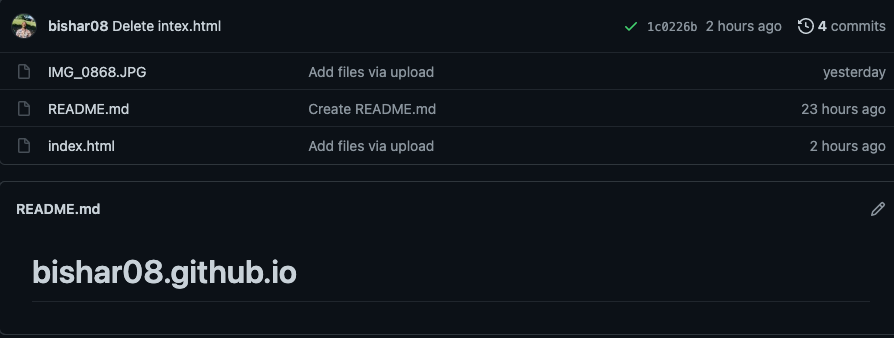 bishar08 Delete intex.html 1c0226b 2 hours ago 4 commits
IMG_0868.JPG Add files via upload yesterday
README.md Create README.md 23 hours ago
index.html Add files via upload 2 hours ago
README.md
bishar08.github.io